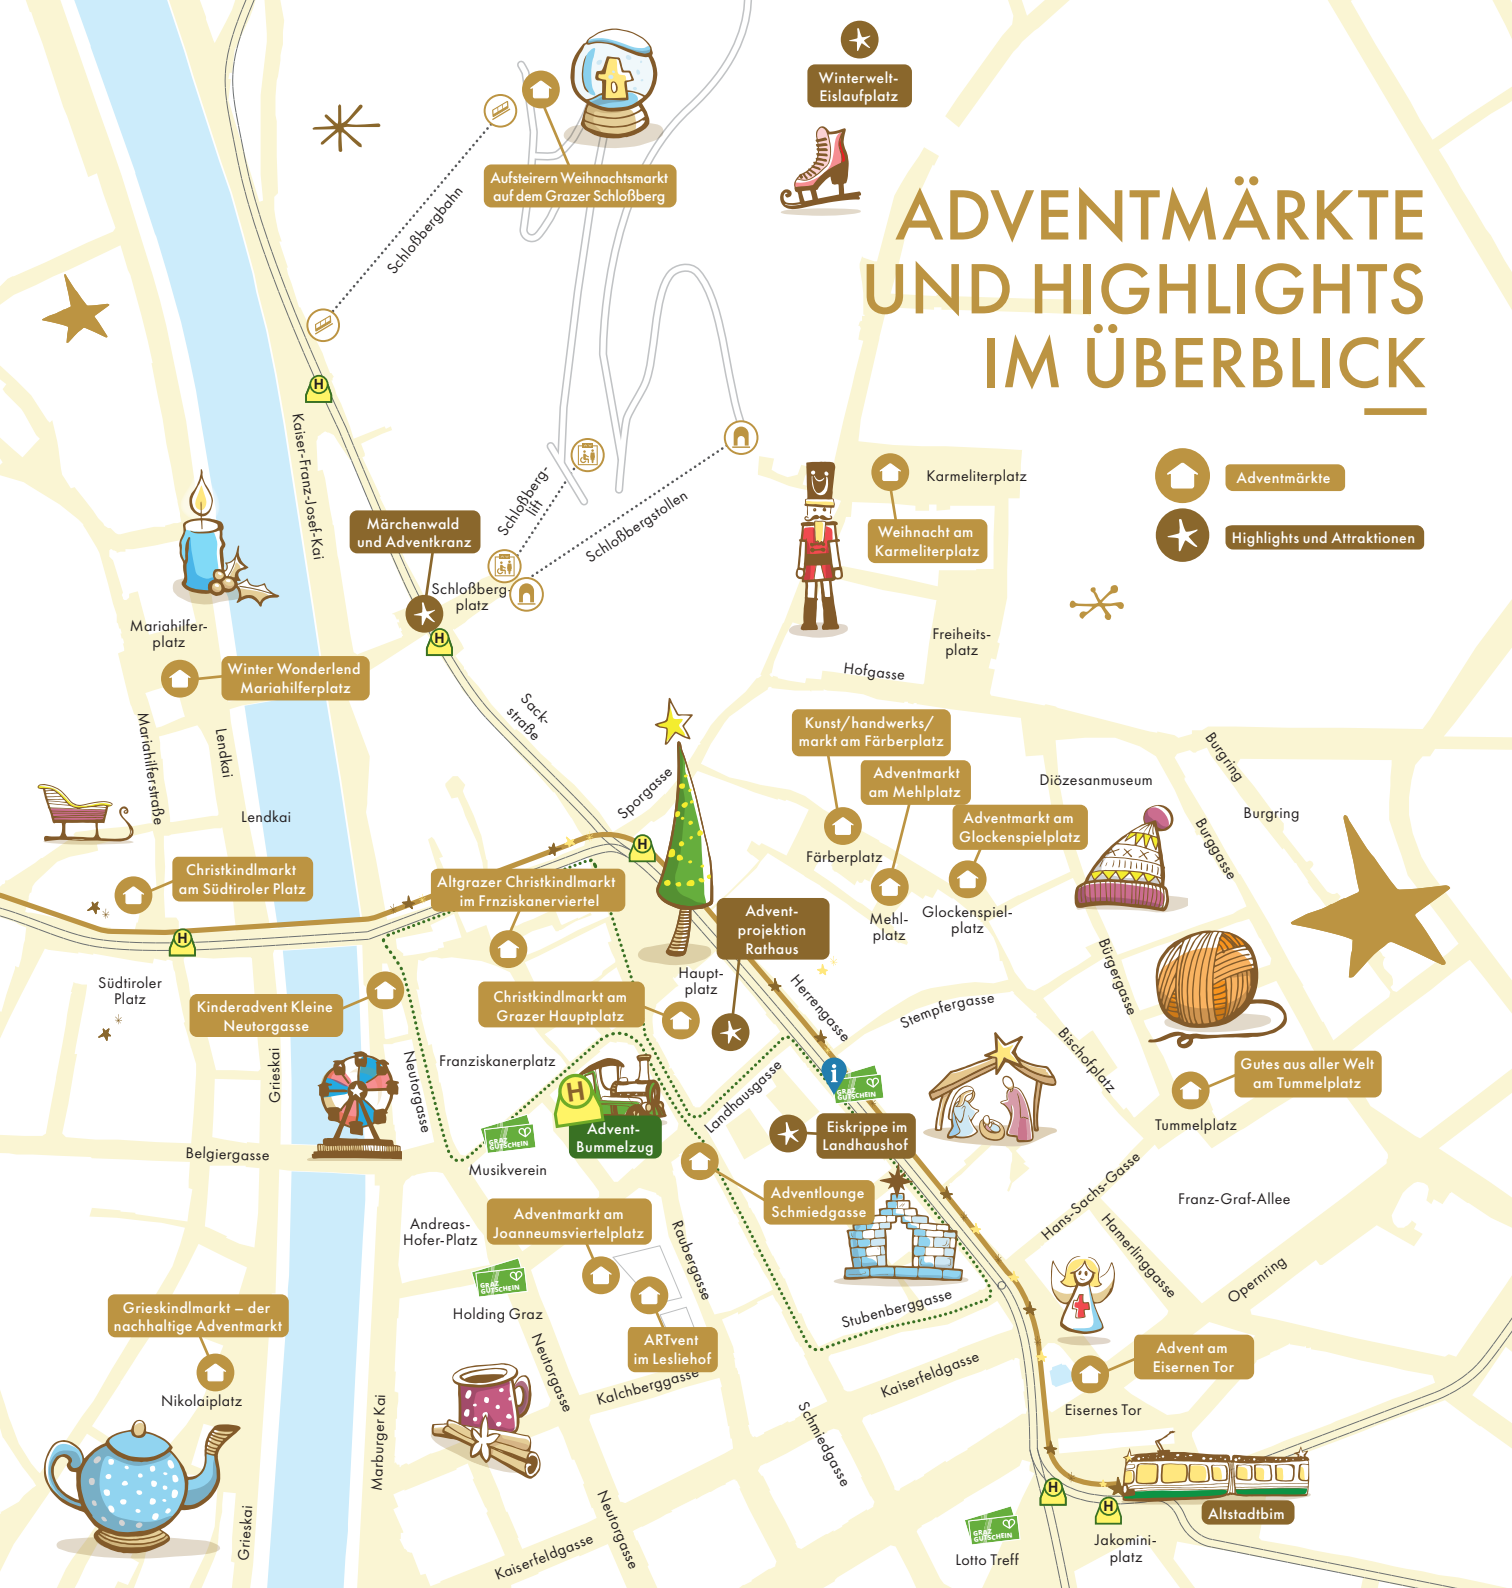 Winterwelt-
Eislaufplatz
Aufsteirern Weihnachtsmarkt
auf dem Grazer Schloßberg
ADVENTMÄRKTE
UND HIGHLIGHTS
IM ÜBERBLICK
Schloßbergbahn
H
Kaiser-Franz-Josef-Kai
Adventmärkte
Highlights und Attraktionen
Karmeliterplatz
Weihnacht am
Karmeliterplatz
Märchenwald
und Adventkranz
Schloßberg-
lift
Schloßbergstollen
Schloßberg-
platz
H
Mariahilfer-
platz
Winter Wonderlend
Mariahilferplatz
Freiheits-
platz
Hofgasse
Sack-
straße
Mariahilferstraße
Lendkai
Lendkai
Kunst/handwerks/
markt am Färberplatz
Adventmarkt
am Mehlplatz
Adventmarkt am
Glockenspielplatz
Diözesanmuseum
Burgring
Burgring
Burggasse
Sporgasse
H
Färberplatz
Mehl-
platz
Glockenspiel-
platz
Christkindlmarkt
am Südtiroler Platz
H
Altgrazer Christkindlmarkt
im Frnziskanerviertel
Advent-
projektion
Rathaus
Südtiroler
Platz
Kinderadvent Kleine
Neutorgasse
Christkindlmarkt am
Grazer Hauptplatz
Haupt-
platz
Herrengasse
Stempfergasse
Bürgergasse
Bischofplatz
Gutes aus aller Welt
am Tummelplatz
Tummelplatz
Grieskai
Neutorgasse
Franziskanerplatz
H
Advent-
Bummelzug
Landhausgasse
i
GRAZ
GUTSCHEIN
Eiskrippe im
Landhaushof
GRAZ
GUTSCHEIN
Musikverein
Belgiergasse
Adventlounge
Schmiedgasse
Hans-Sachs-Gasse
Franz-Graf-Allee
Hamerlinggasse
Opernring
Andreas-
Hofer-Platz
Adventmarkt am
Joanneumsviertelplatz
Raubergasse
GRAZ
GUTSCHEIN
Holding Graz
ARTvent
im Lesliehof
Stubenberggasse
Grieskindlmarkt – der
nachhaltige Adventmarkt
Nikolaiplatz
Neutorgasse
Kalchberggasse
Kaiserfeldgasse
Advent am
Eisernen Tor
Eisernes Tor
Marburger Kai
Schmiedgasse
Grieskai
Neutorgasse
Kaiserfeldgasse
H
H
Altstadtbim
GRAZ
GUTSCHEIN
Lotto Treff
Jakomini-
platz